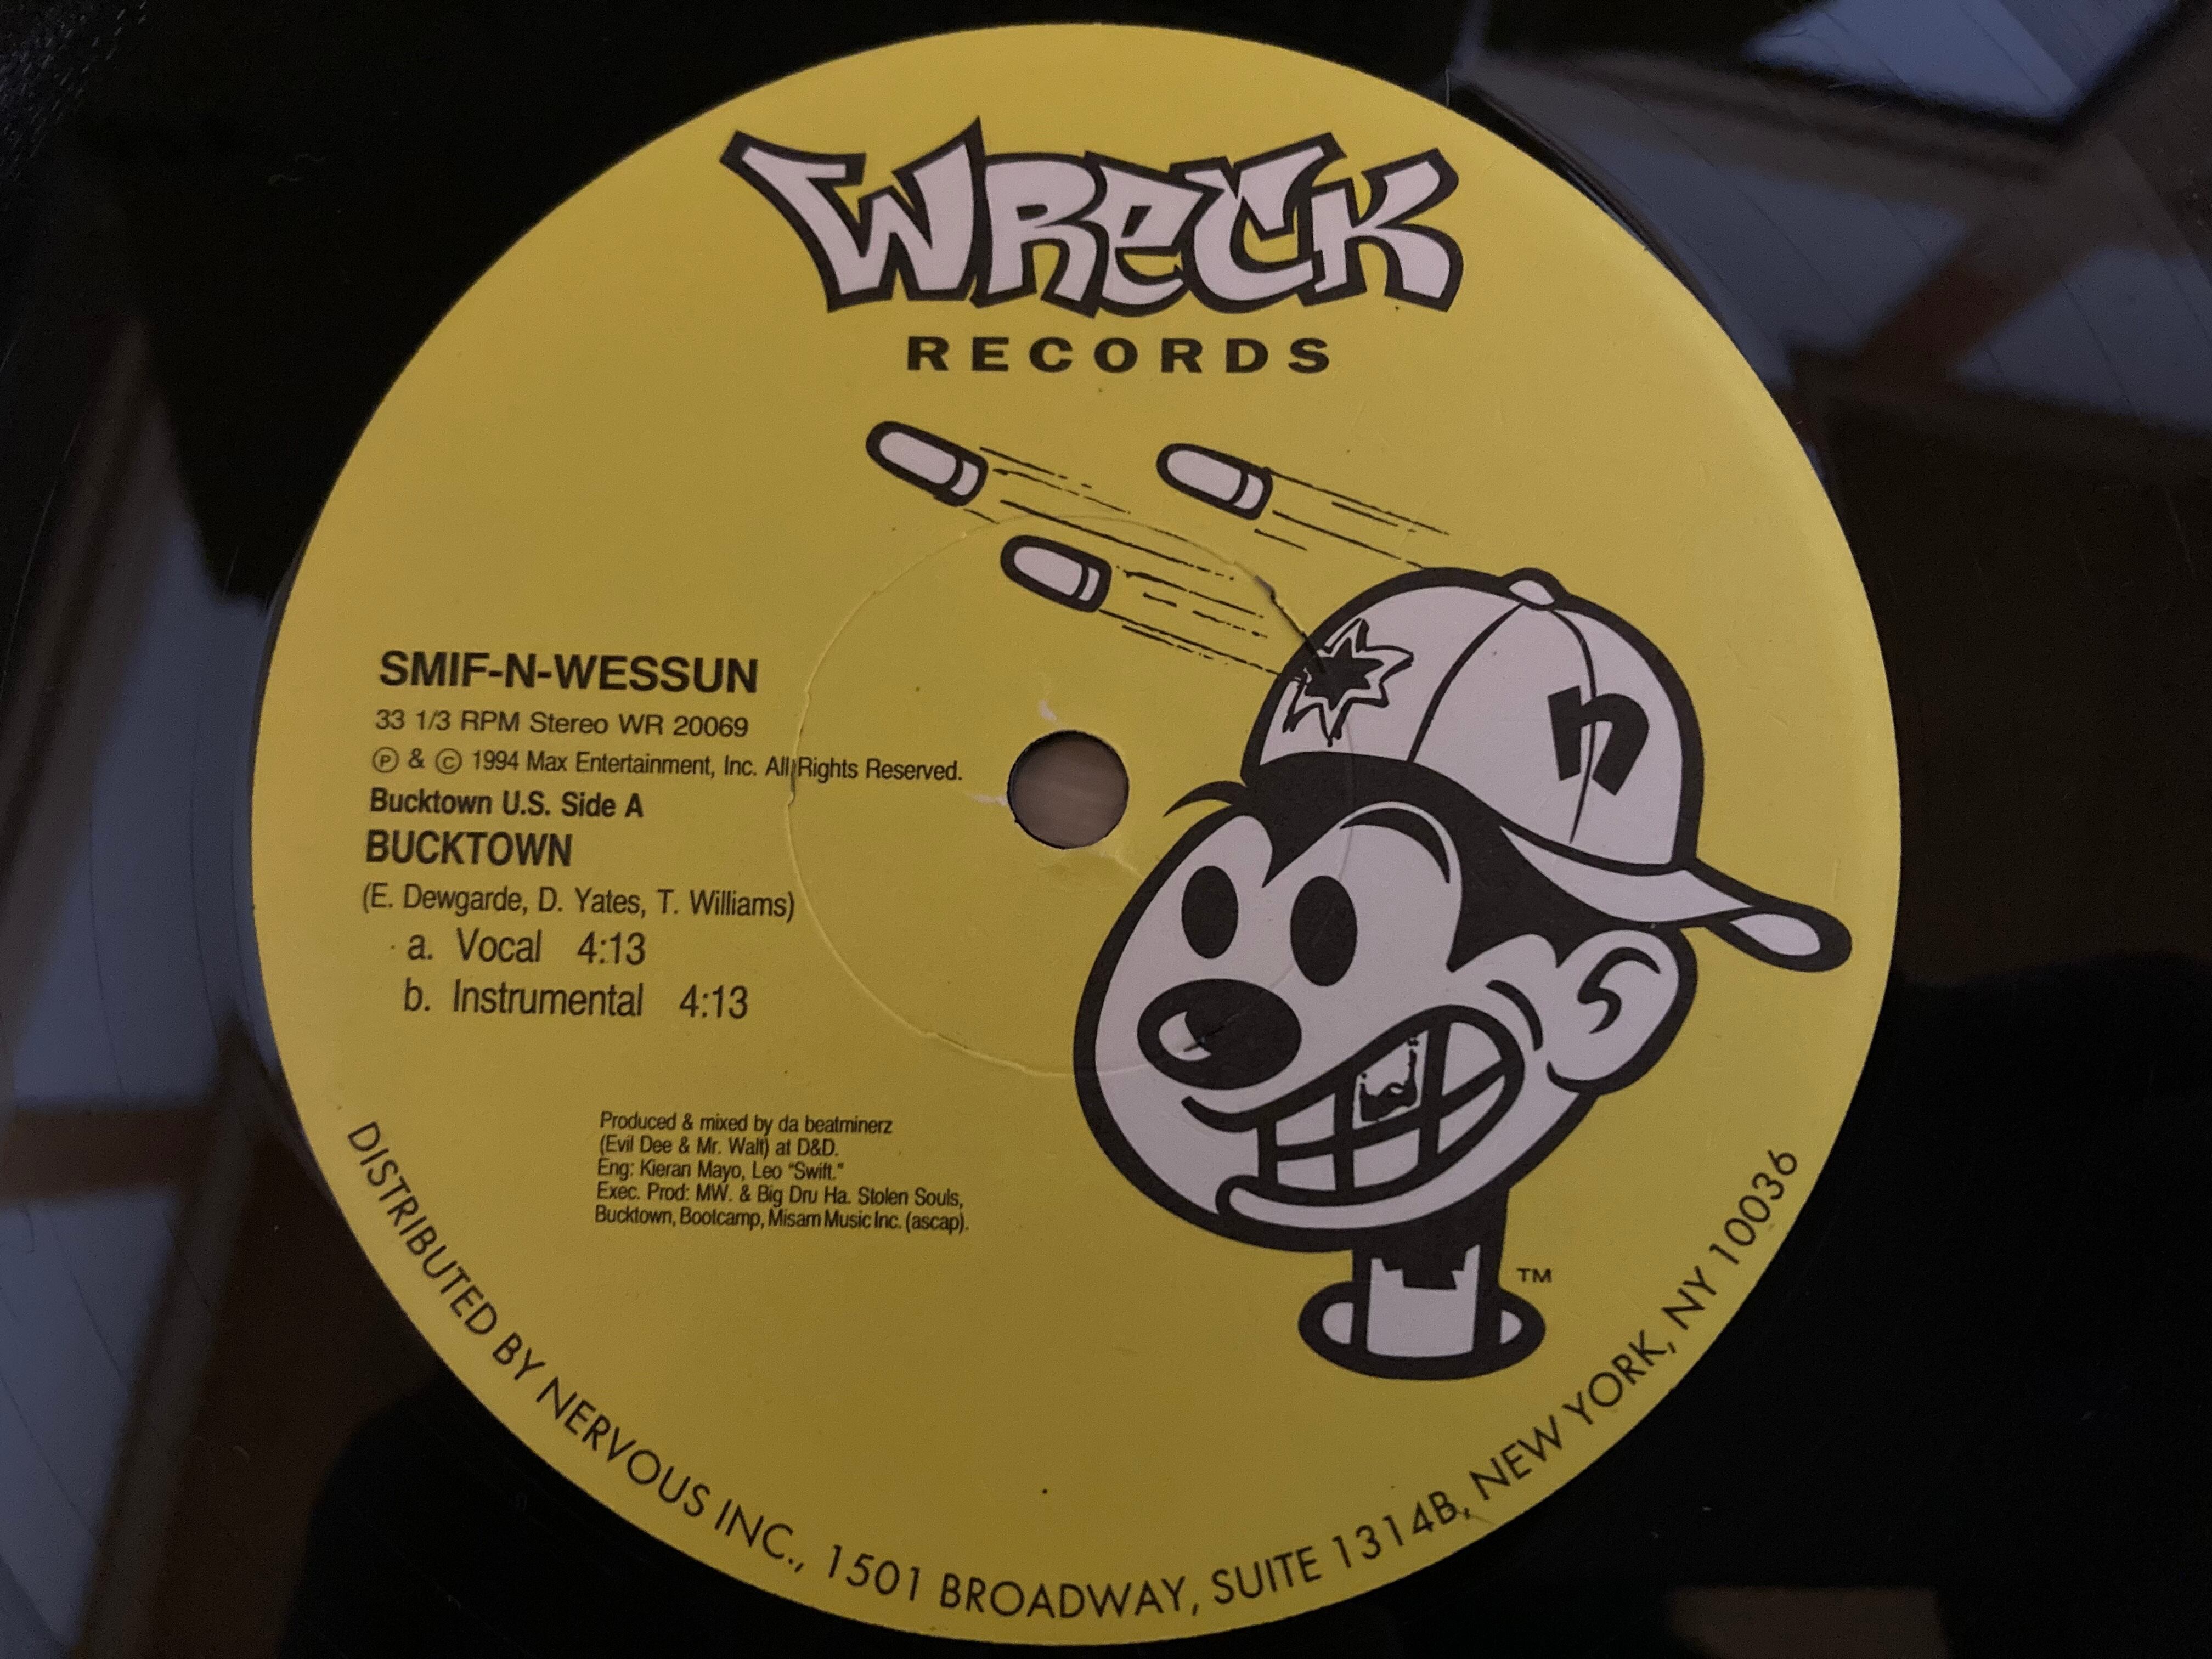 WRECK
RECORDS
n
SMIF-N-WESSUN
33 1/3 RPM Stereo WR 20069
℗ & © 1994 Max Entertainment, Inc. All Rights Reserved.
Bucktown U.S. Side A
BUCKTOWN
(E. Dewgarde, D. Yates, T. Williams)
a. Vocal 4:13
b. Instrumental 4:13
Produced & mixed by da beatminerz
(Evil Dee & Mr. Walt) at D&D.
Eng: Kieran Mayo, Leo "Swift."
Exec. Prod: MW. & Big Dru Ha. Stolen Souls,
Bucktown, Bootcamp, Misam Music Inc. (ascap).
TM
DISTRIBUTED BY NERVOUS INC., 1501 BROADWAY, SUITE 1314B, NEW YORK, NY 10036